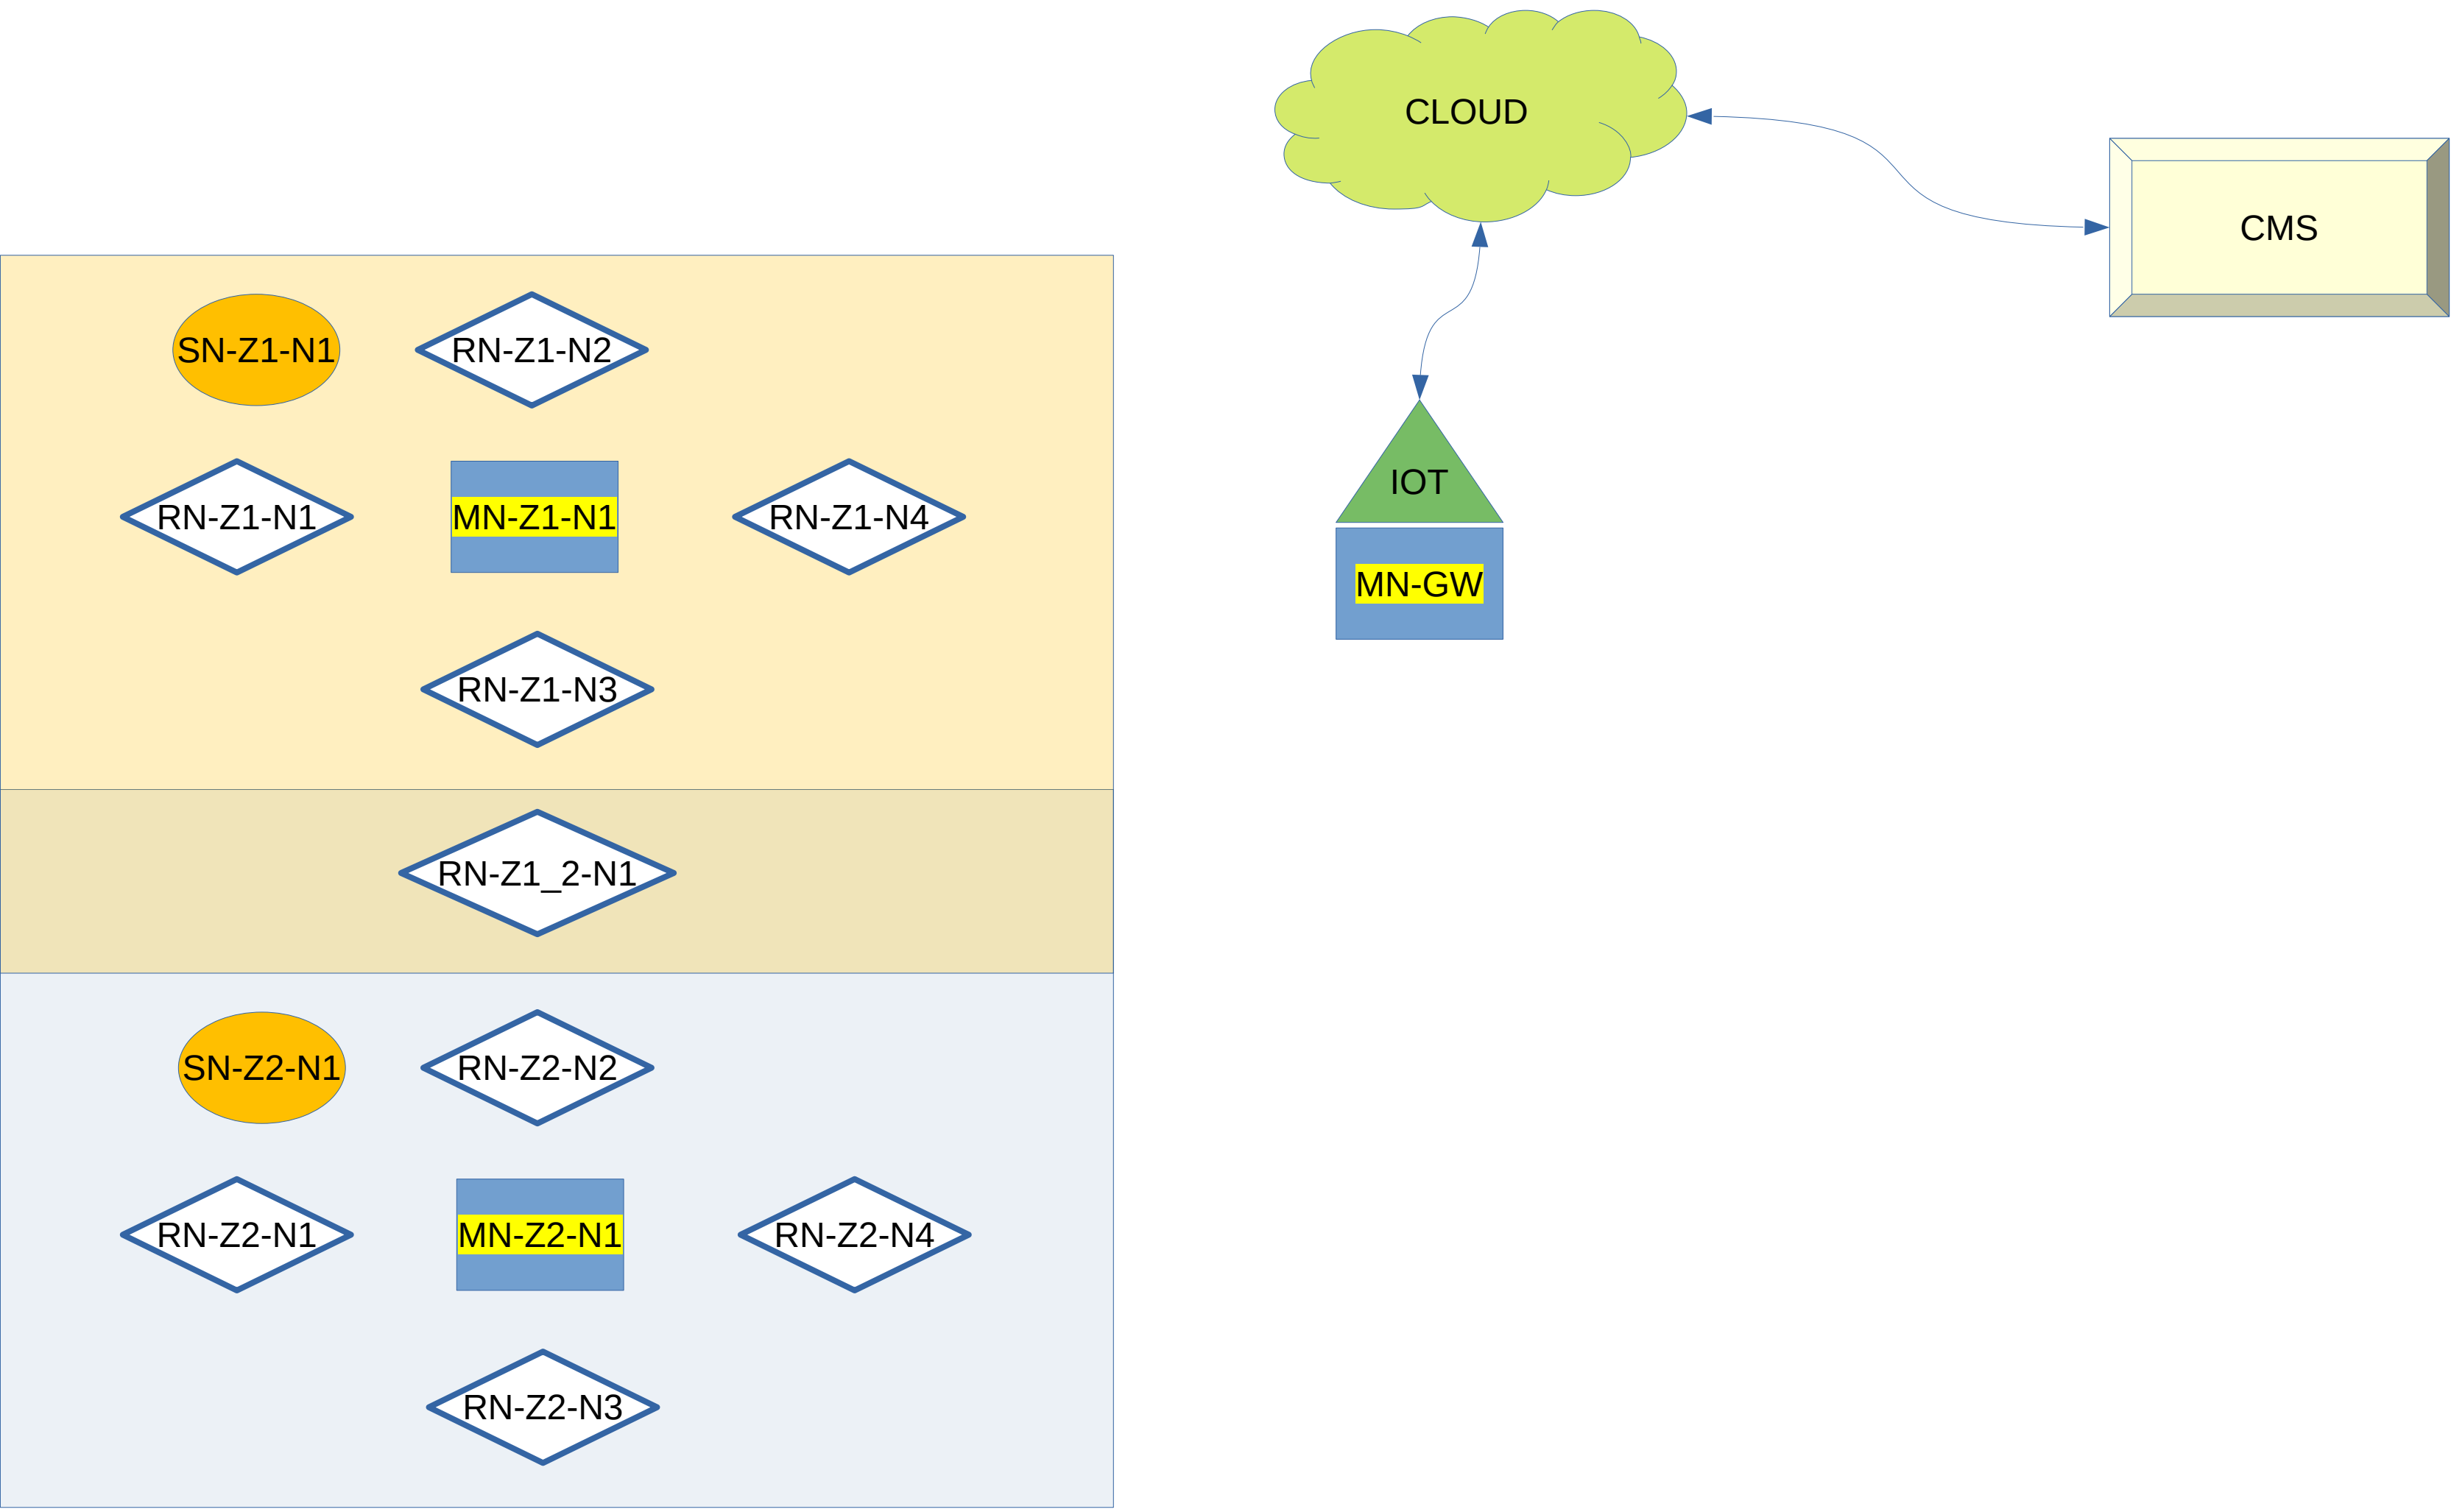 CLOUD
CMS
SN-Z1-N1
RN-Z1-N2
RN-Z1-N1
MN-Z1-N1
RN-Z1-N4
IOT
MN-GW
RN-Z1-N3
RN-Z1_2-N1
SN-Z2-N1
RN-Z2-N2
RN-Z2-N1
MN-Z2-N1
RN-Z2-N4
RN-Z2-N3